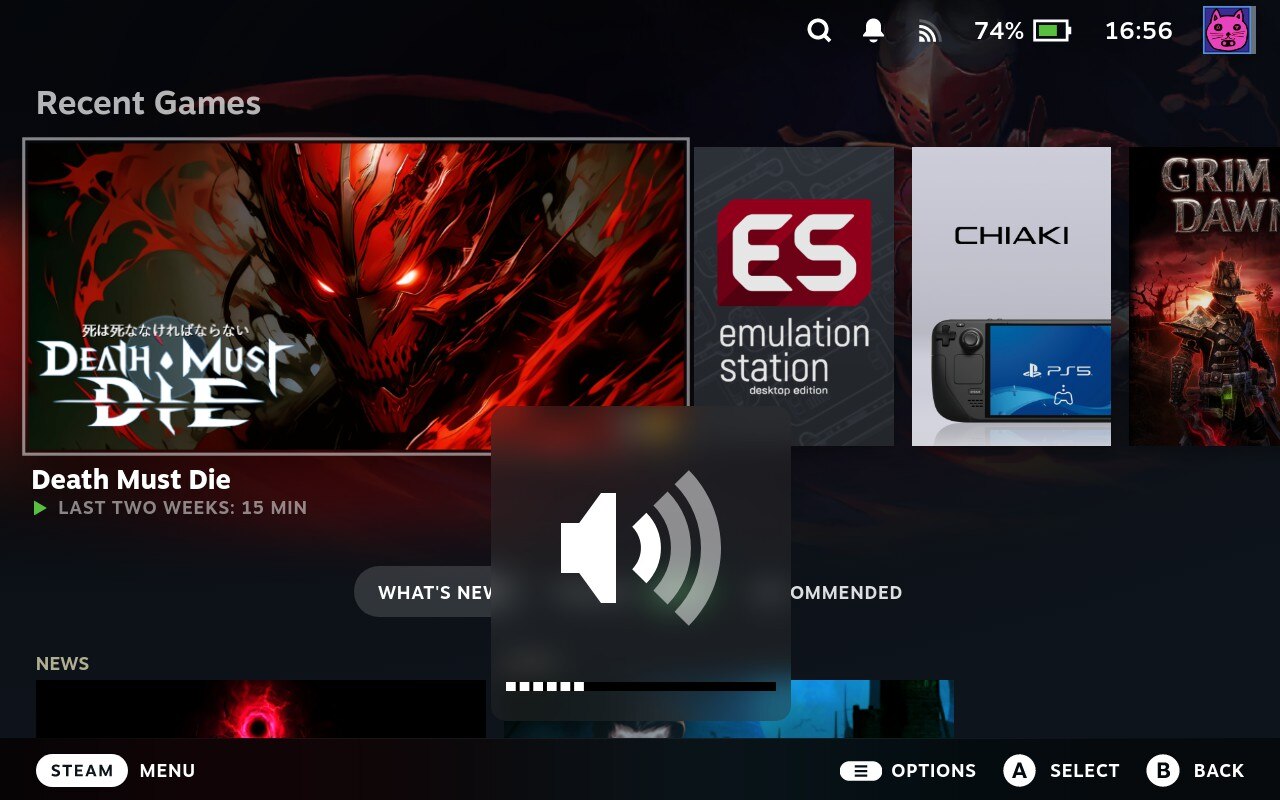 74%
16:56
Recent Games
死は死ななければならない
DEATH MUST
DIE
ES
emulation
station
desktop edition
CHIAKI
PS5
GRIM
DAWN
Death Must Die
LAST TWO WEEKS: 15 MIN
WHAT'S NEW
OMMENDED
NEWS
STEAM MENU
OPTIONS
A SELECT
B BACK